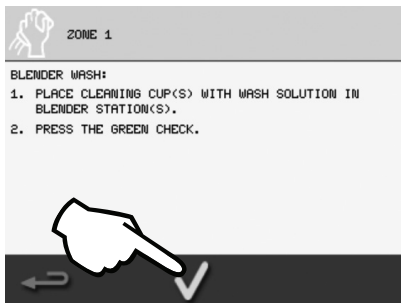 ZONE 1
BLENDER WASH:
1. PLACE CLEANING CUP(S) WITH WASH SOLUTION IN
BLENDER STATION(S).
2. PRESS THE GREEN CHECK.